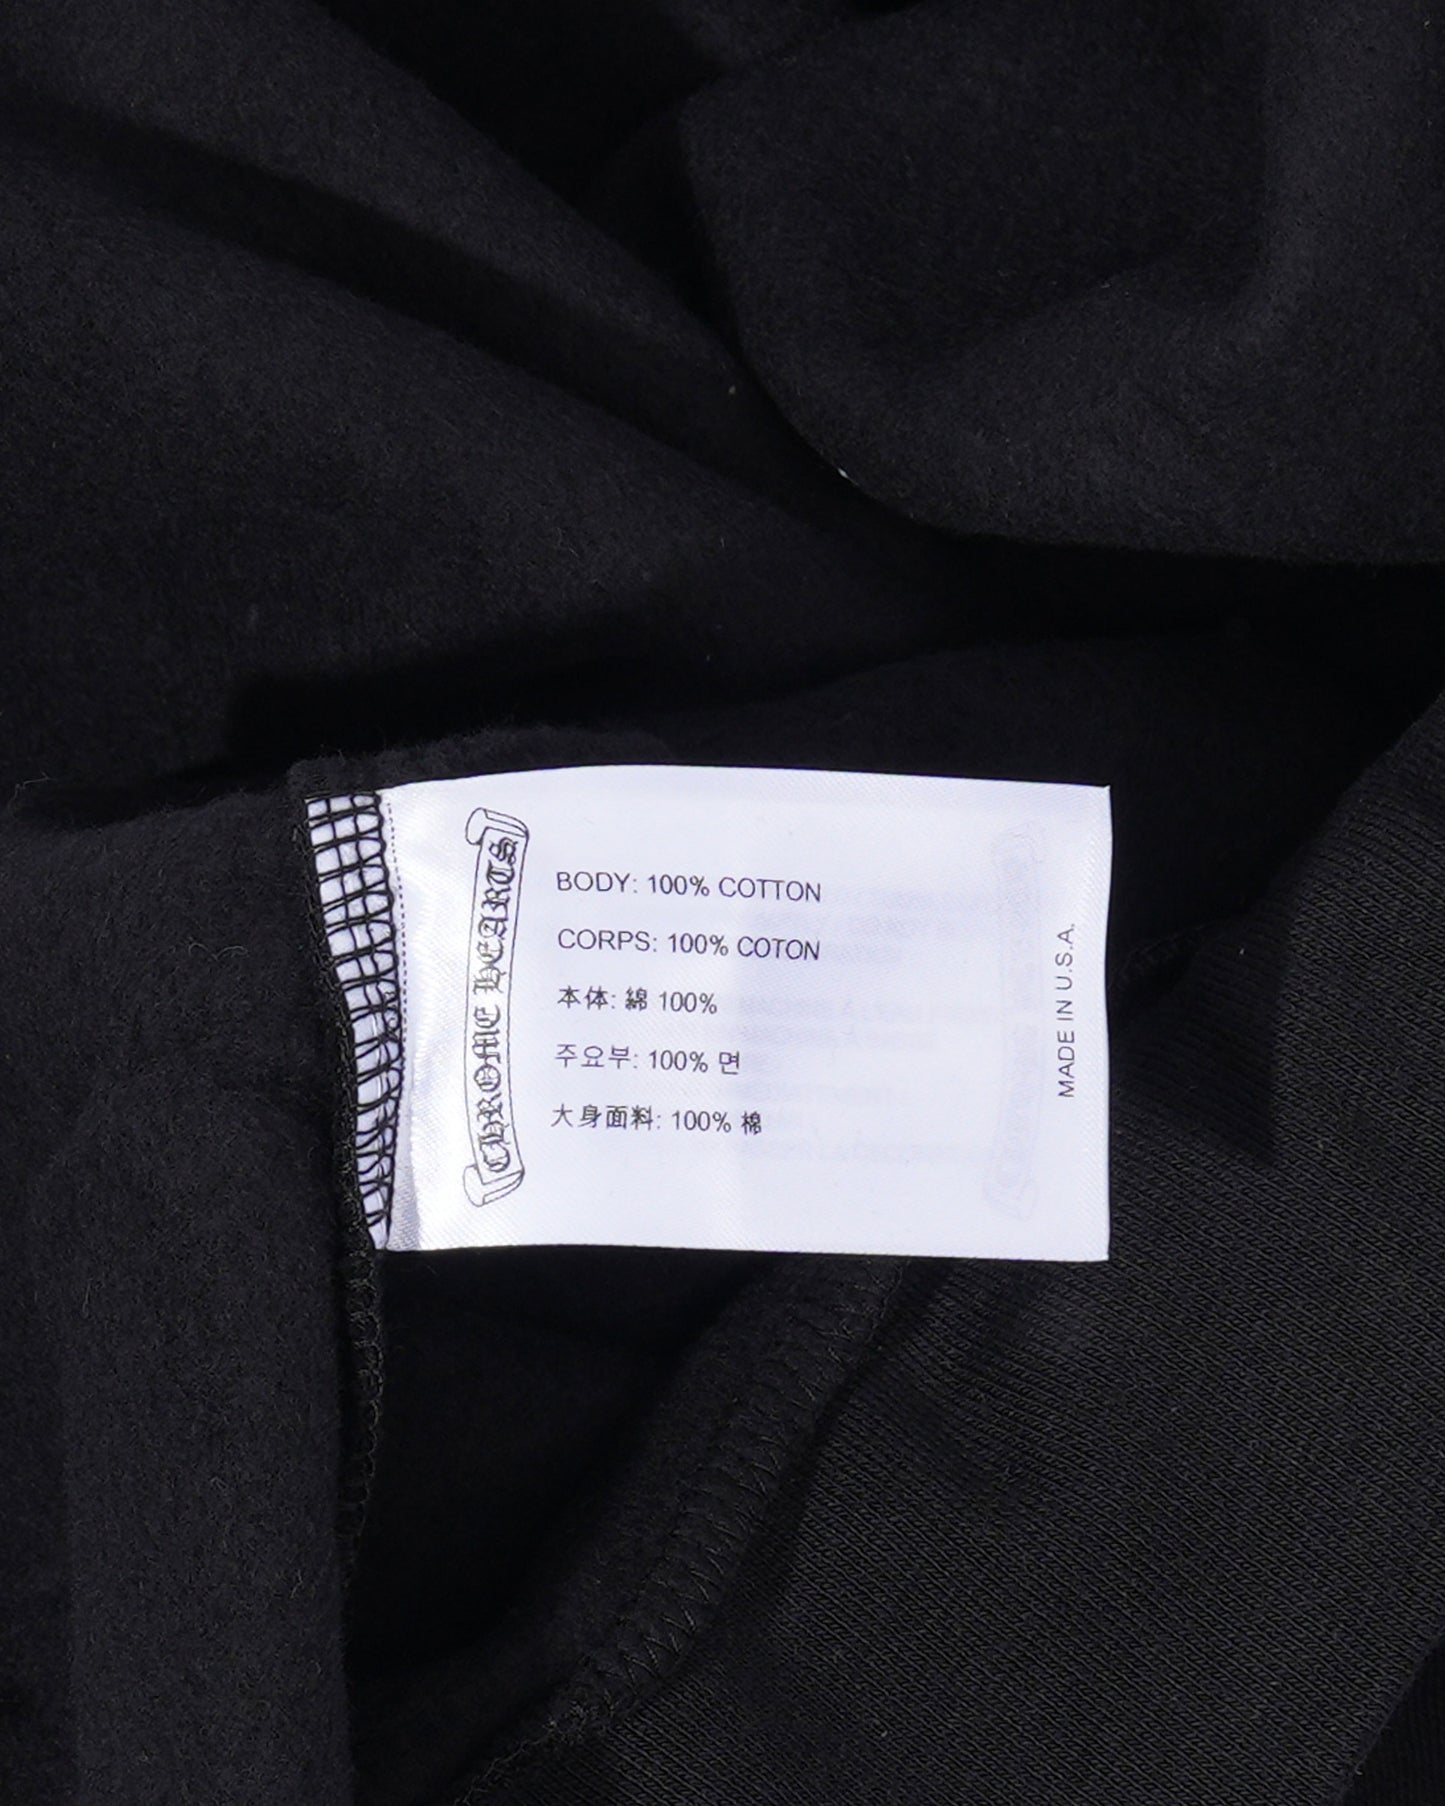 CHROME HEARTS
BODY: 100% COTTON
CORPS: 100% COTON
本体: 綿 100%
주요부: 100% 면
大身面料: 100% 棉
MADE IN U.S.A.